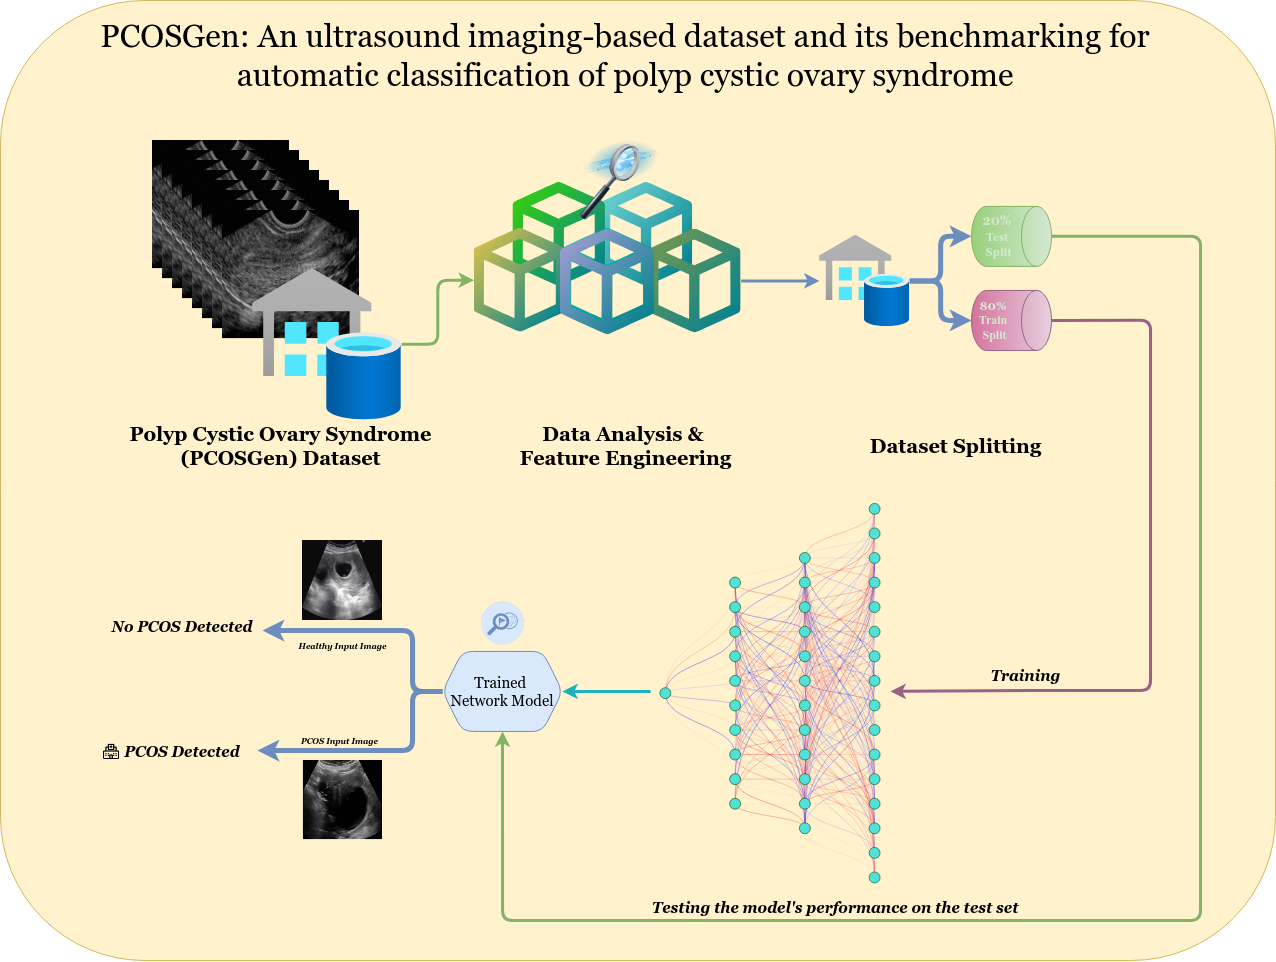 PCOSGen: An ultrasound imaging-based dataset and its benchmarking for
automatic classification of polyp cystic ovary syndrome
20%
Test
Split
80%
Train
Split
Polyp Cystic Ovary Syndrome
(PCOSGen) Dataset
Data Analysis &
Feature Engineering
Dataset Splitting
No PCOS Detected
Healthy Input Image
Trained
Network Model
Training
PCOS Detected
PCOS Input Image
Testing the model's performance on the test set